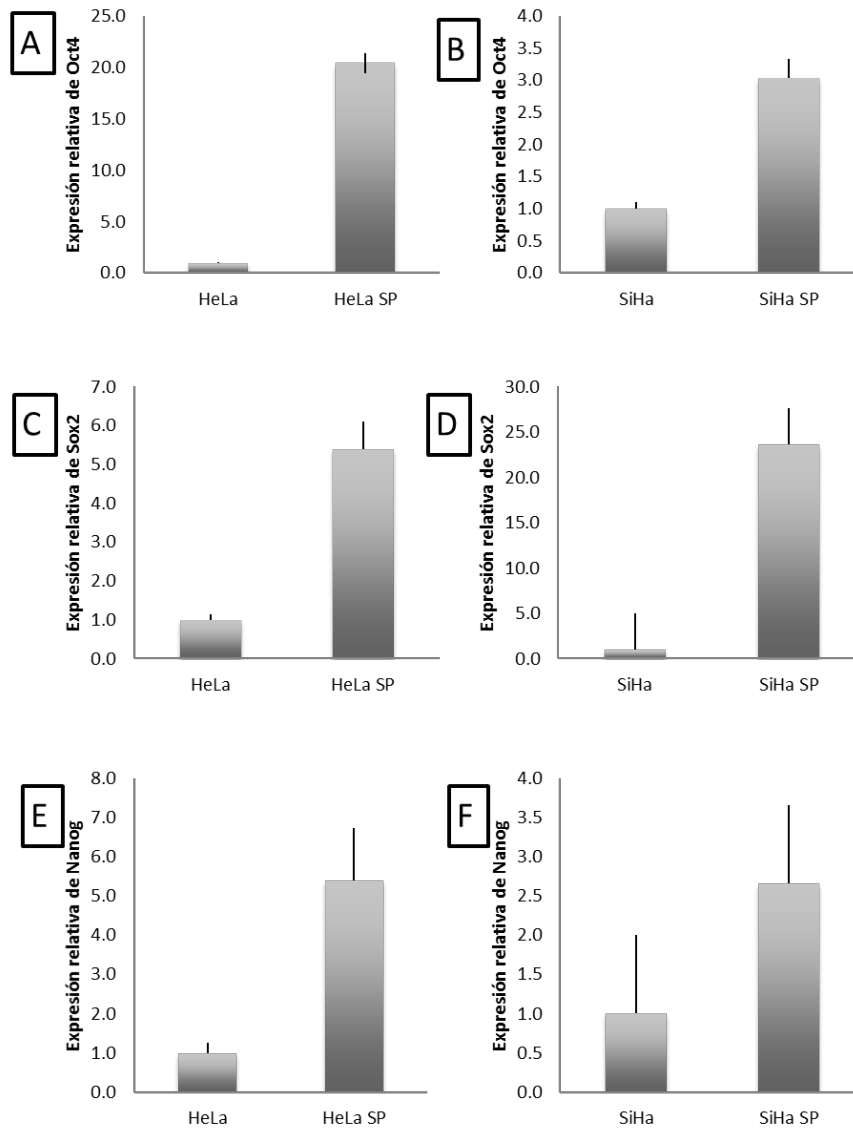 A
Expresión relativa de Oct4
25.0
20.0
15.0
10.0
5.0
0.0
HeLa
HeLa SP
B
Expresión relativa de Oct4
4.0
3.5
3.0
2.5
2.0
1.5
1.0
0.5
0.0
SiHa
SiHa SP
C
Expresión relativa de Sox2
7.0
6.0
5.0
4.0
3.0
2.0
1.0
0.0
HeLa
HeLa SP
D
Expresión relativa de Sox2
30.0
25.0
20.0
15.0
10.0
5.0
0.0
SiHa
SiHa SP
E
Expresión relativa de Nanog
8.0
7.0
6.0
5.0
4.0
3.0
2.0
1.0
0.0
HeLa
HeLa SP
F
Expresión relativa de Nanog
4.0
3.5
3.0
2.5
2.0
1.5
1.0
0.5
0.0
SiHa
SiHa SP